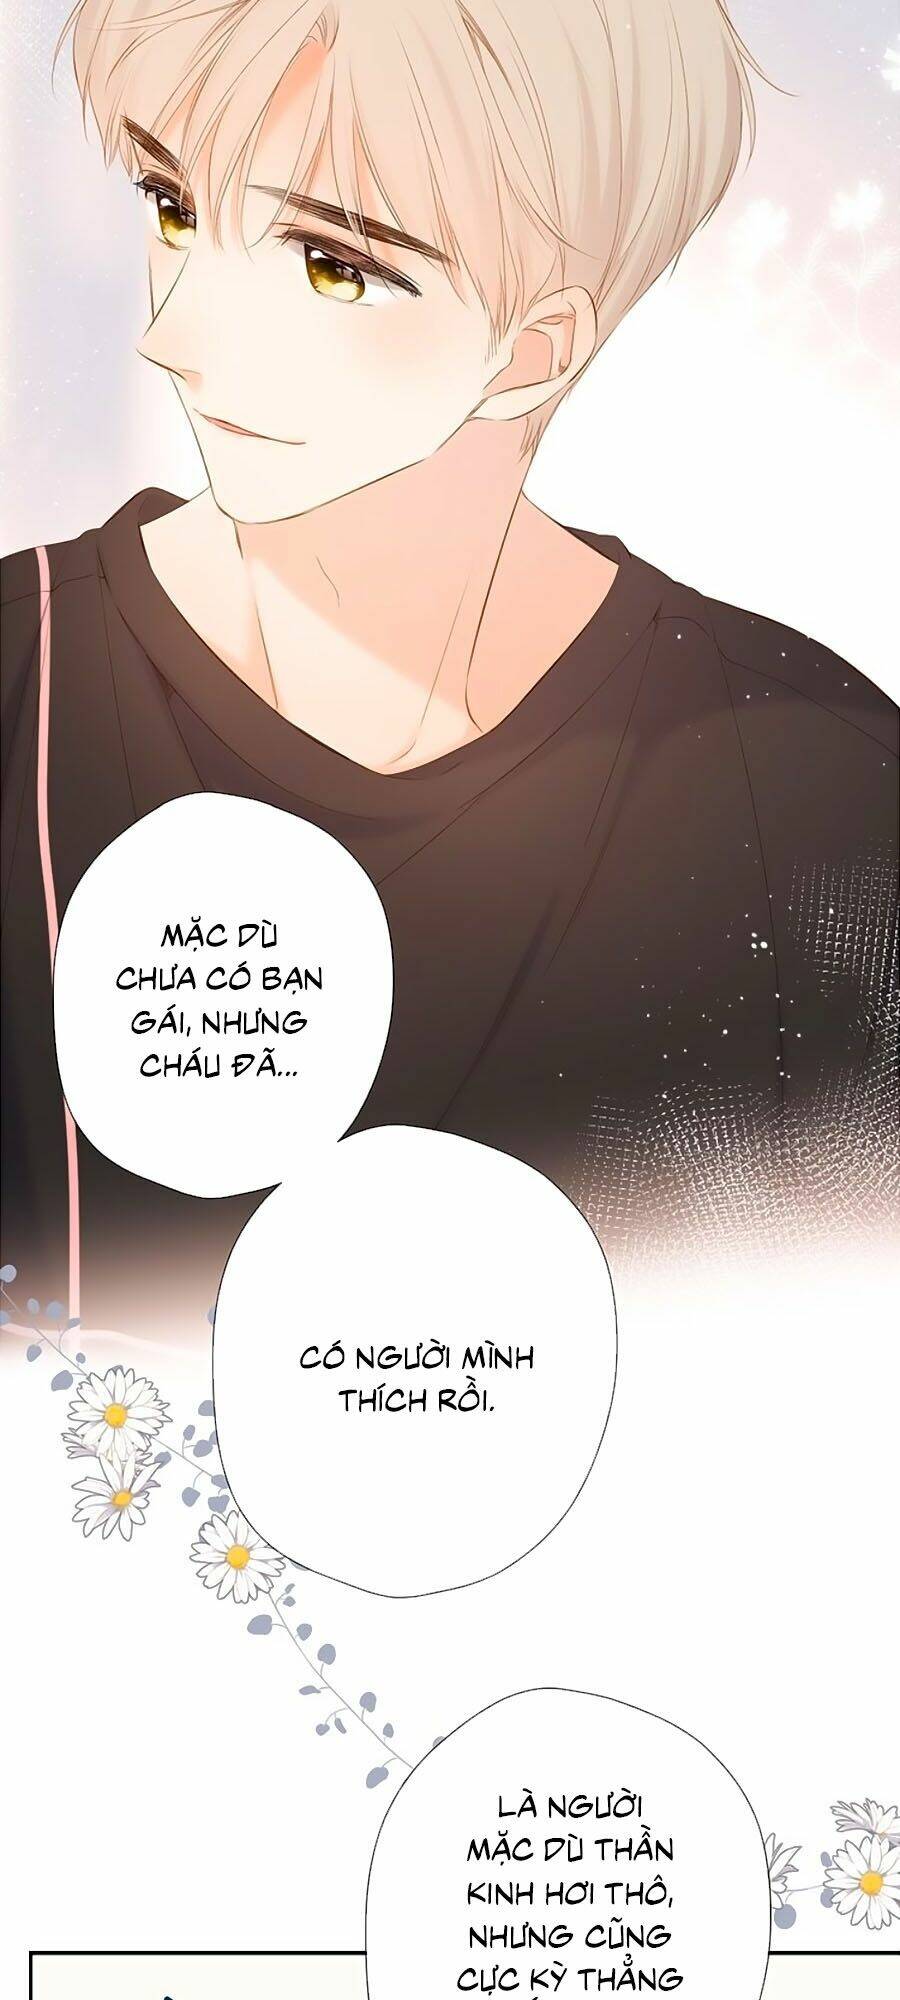 MẶC DÙ
CHƯA CÓ BẠN
GÁI, NHƯNG
CHÁU ĐÃ...
CÓ NGƯỜI MÌNH
THÍCH RỒI.
LÀ NGƯỜI
MẶC DÙ THẦN
KINH HƠI THÔ,
NHƯNG CŨNG
CỰC KỲ THẲNG